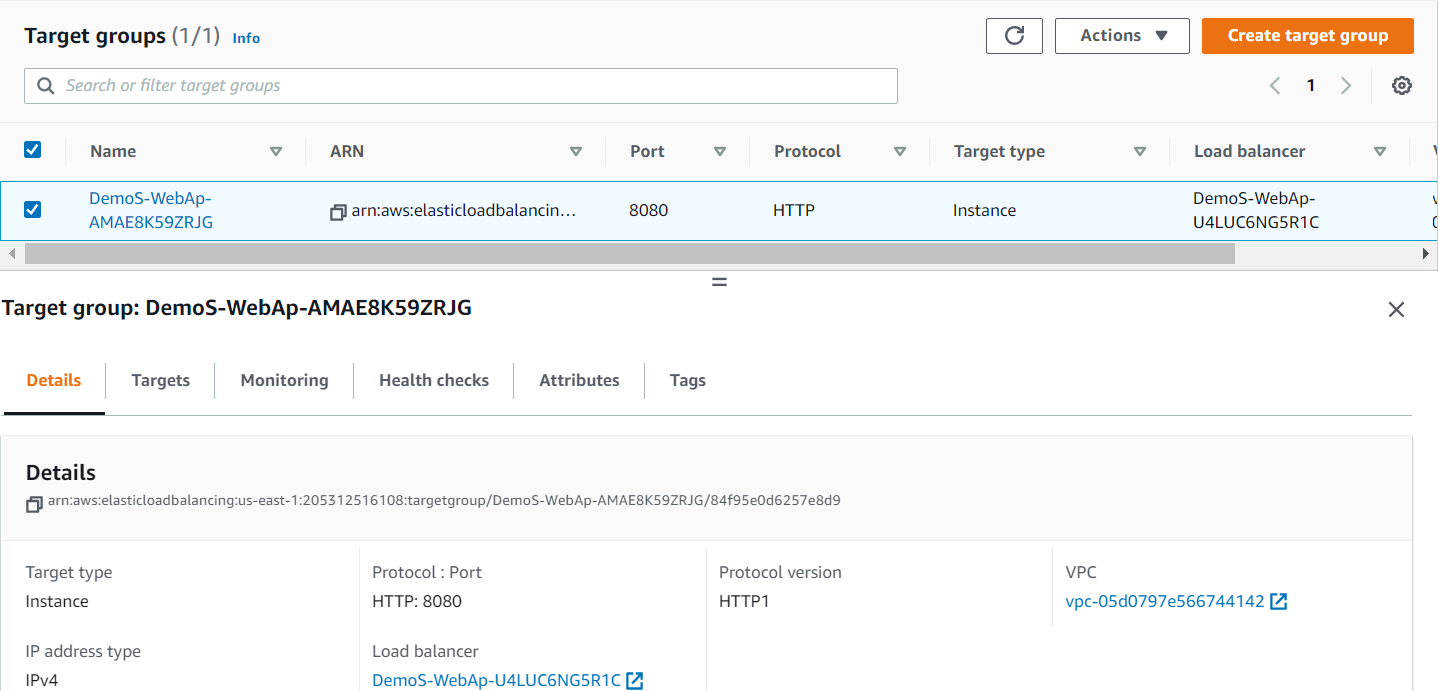 Target groups (1/1) Info
Actions
Create target group
Search or filter target groups
1
Name
ARN
Port
Protocol
Target type
Load balancer
DemoS-WebAp-
AMAE8K59ZRJG
arn:aws:elasticloadbalancin...
8080
HTTP
Instance
DemoS-WebAp-
U4LUC6NG5R1C
Target group: DemoS-WebAp-AMAE8K59ZRJG
Details
Targets
Monitoring
Health checks
Attributes
Tags
Details
arn:aws:elasticloadbalancing:us-east-1:205312516108:targetgroup/DemoS-WebAp-AMAE8K59ZRJG/84f95e0d6257e8d9
Target type
Instance
Protocol : Port
HTTP: 8080
Protocol version
HTTP1
VPC
vpc-05d0797e566744142
IP address type
IPv4
Load balancer
DemoS-WebAp-U4LUC6NG5R1C